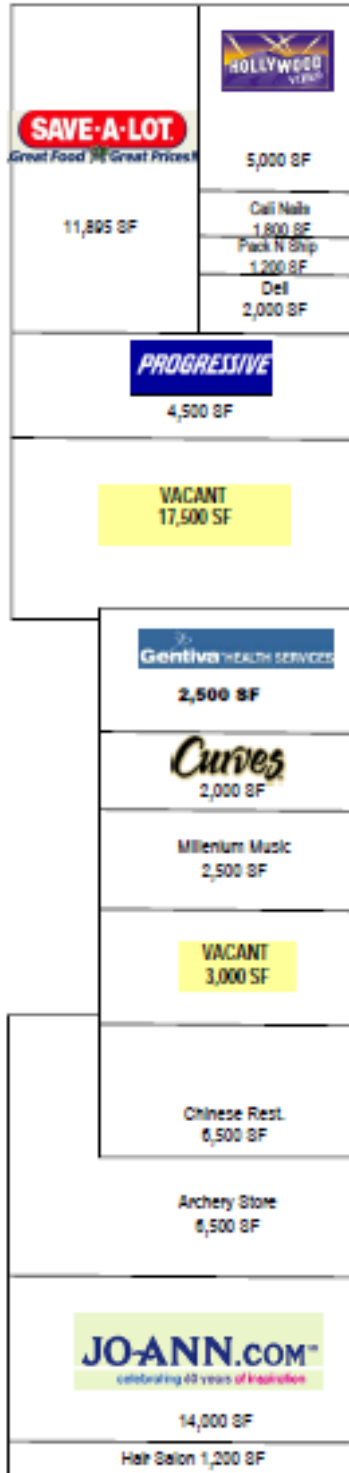 SAVE·A·LOT.
Great Food Great Prices!!
11,895 SF
HOLLYWOOD
VIDEO
5,000 SF
Cali Nails
1,800 SF
Pack N Ship
1,200 SF
Deli
2,000 SF
PROGRESSIVE
4,500 SF
VACANT
17,500 SF
Gentiva HEALTH SERVICES
2,500 SF
Curves
2,000 SF
Millenium Music
2,500 SF
VACANT
3,000 SF
Chinese Rest.
6,500 SF
Archery Store
6,500 SF
JO-ANN.COM℠
celebrating 60 years of inspiration
14,000 SF
Hair Salon 1,200 SF